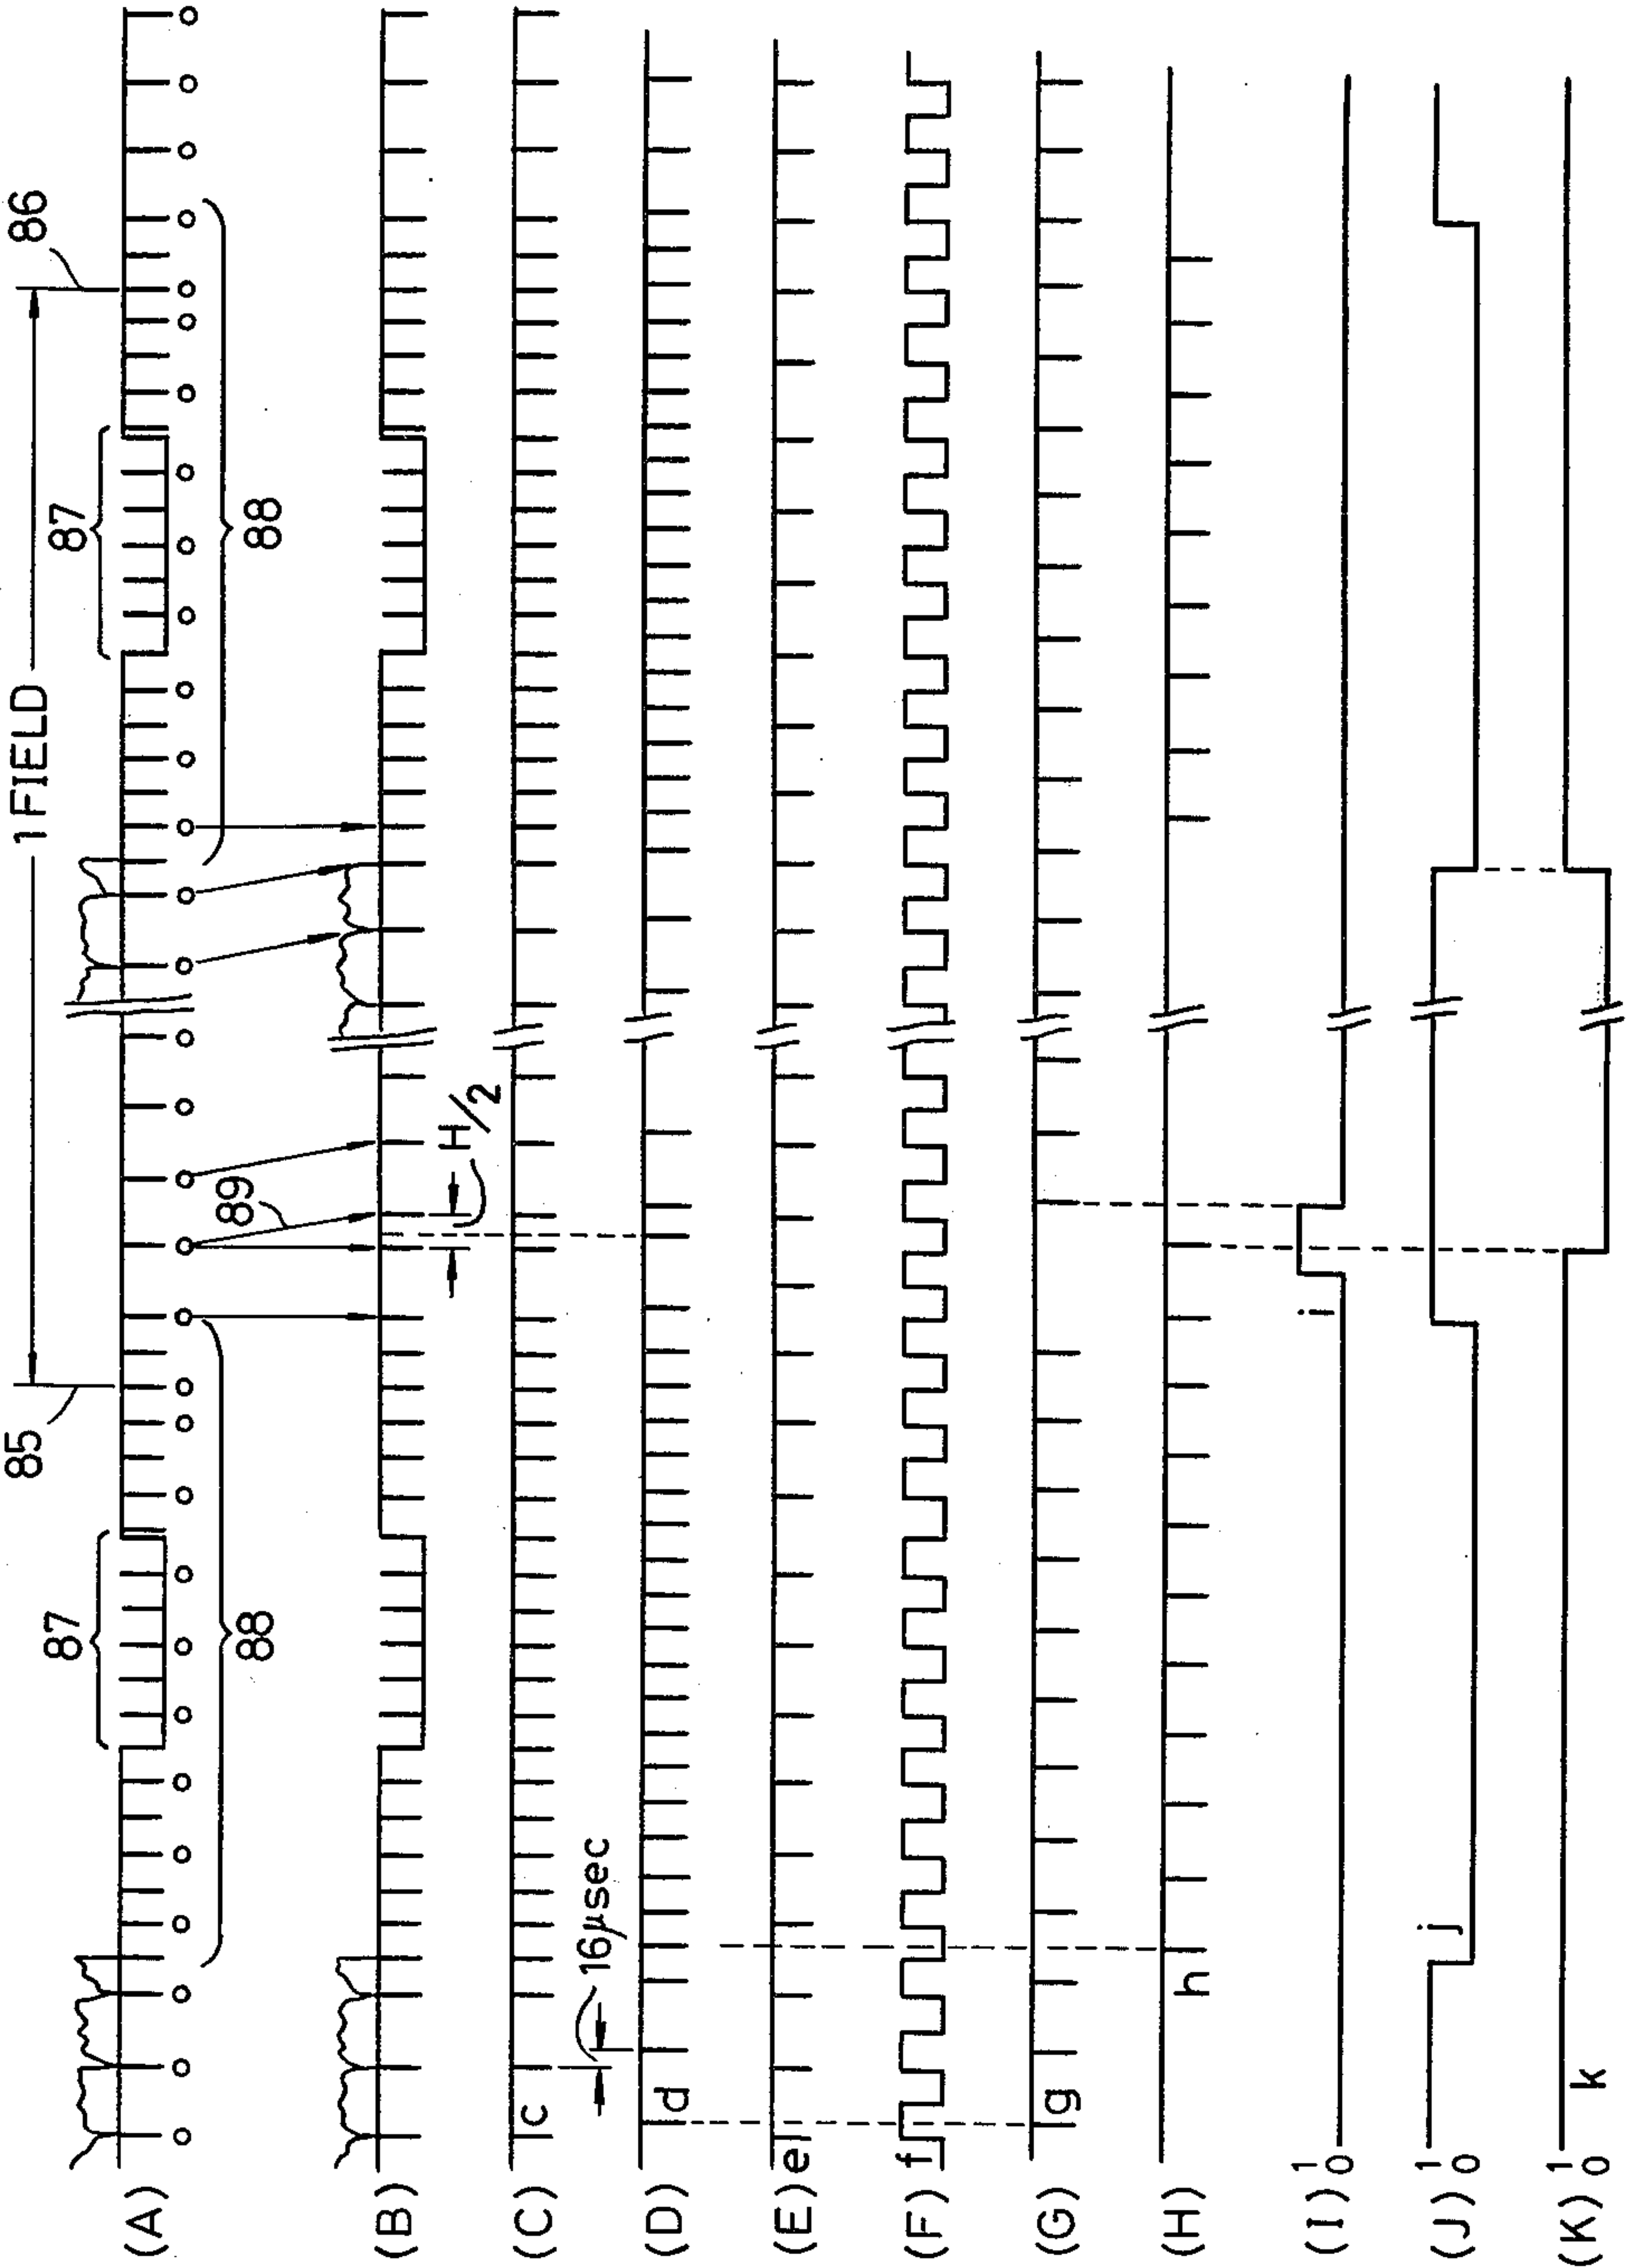 1 FIELD
85
86
87
88
87
88
89
H/2
16μsec
(A)
(B)
(C)
c
(D)
d
(E)
e
(F)
f
(G)
g
(H)
h
(I)
1
0
i
(J)
1
0
j
(K)
1
0
k